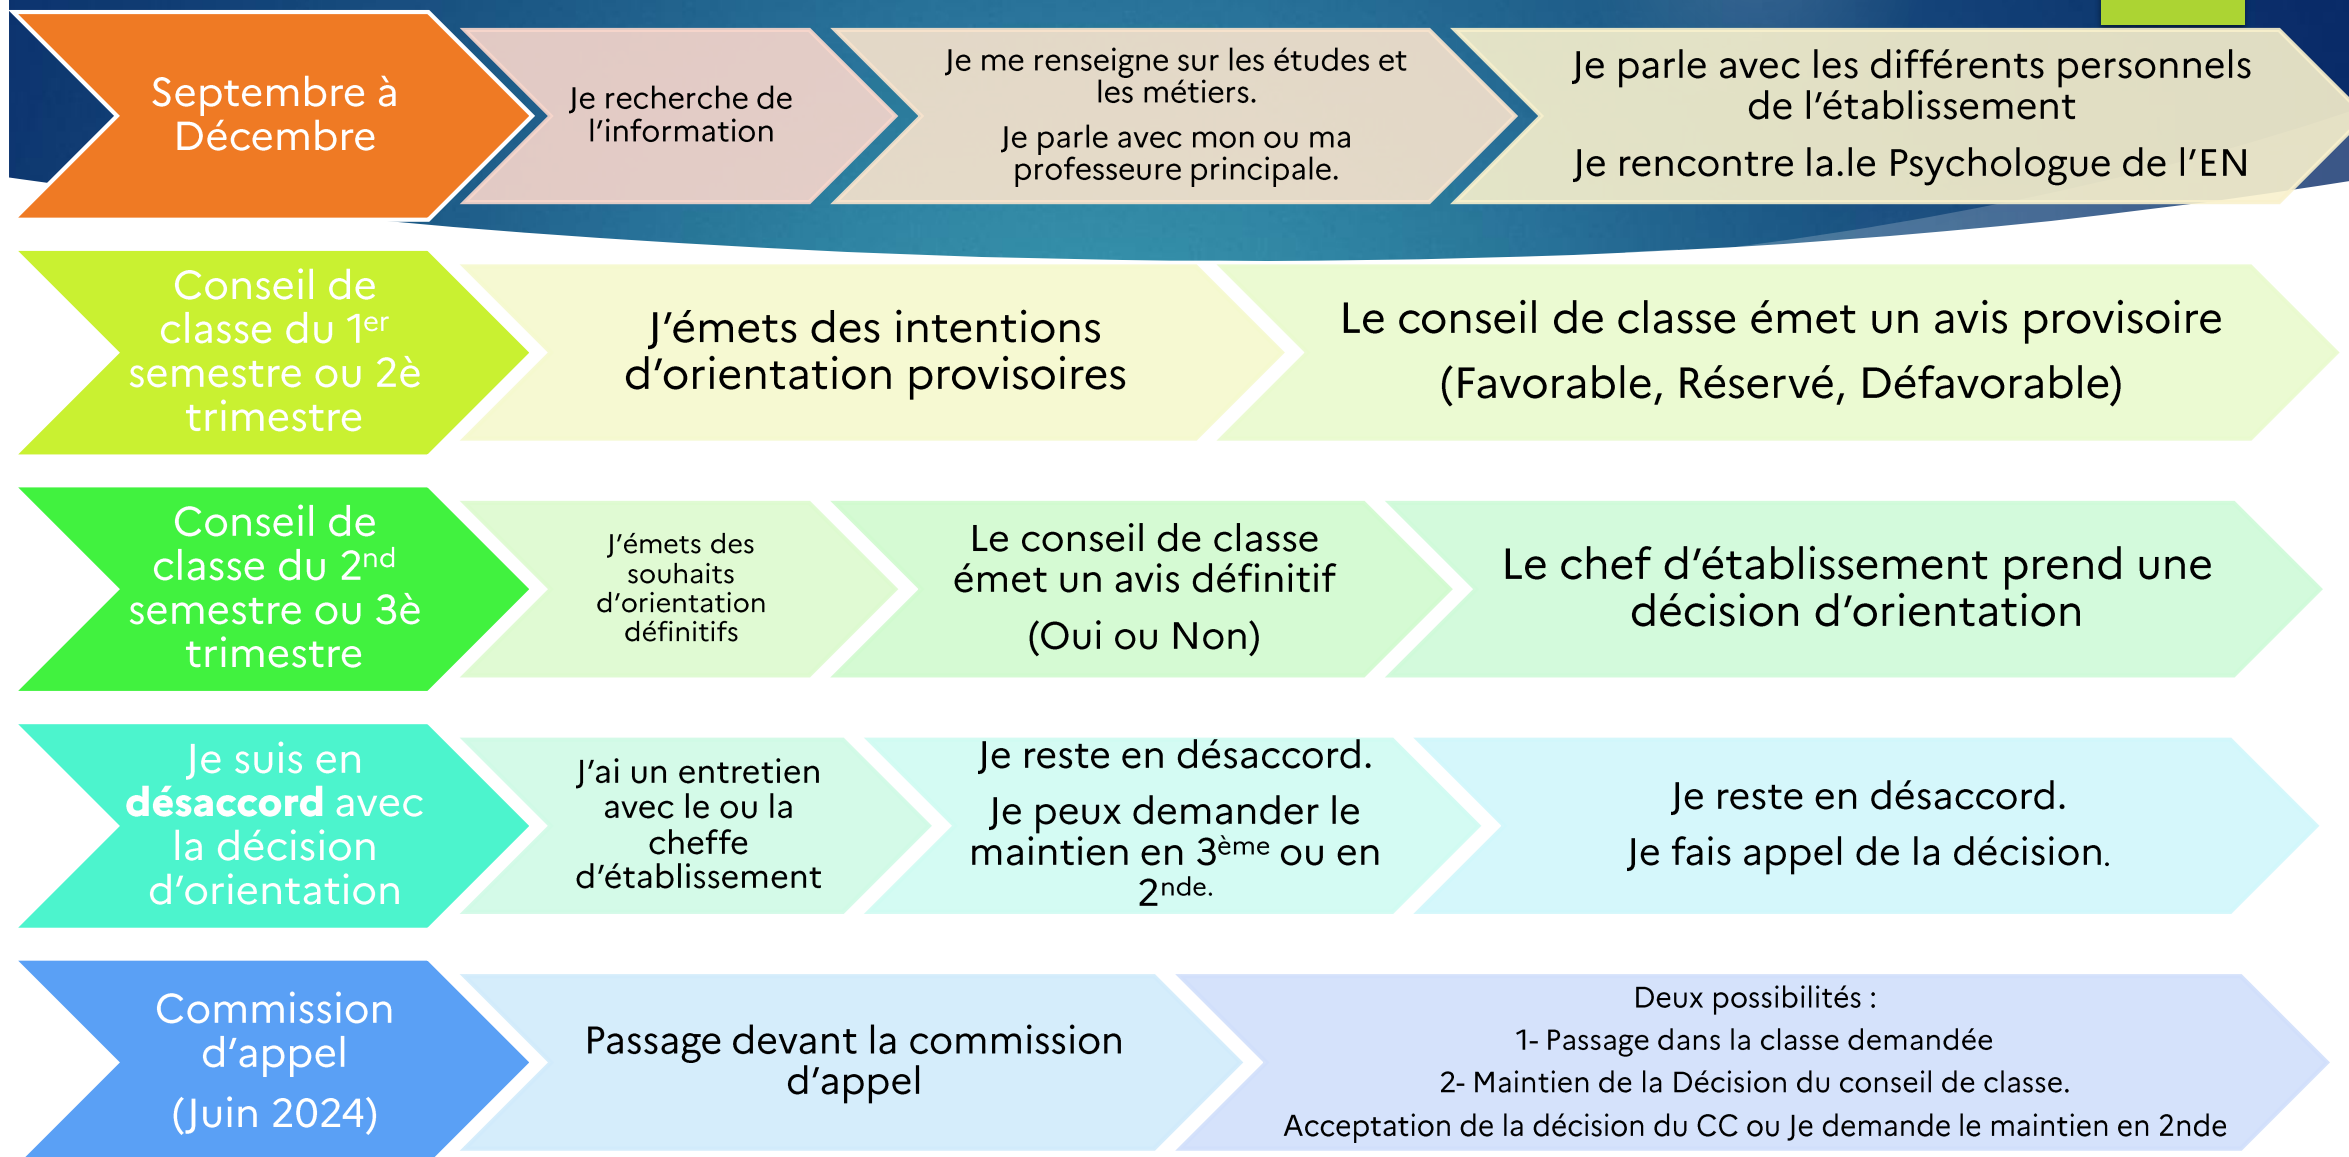 Septembre à
Décembre
Je recherche de
l’information
Je me renseigne sur les études et
les métiers.
Je parle avec mon ou ma
professeure principale.
Je parle avec les différents personnels
de l’établissement
Je rencontre la.le Psychologue de l’EN
Conseil de
classe du 1er
semestre ou 2è
trimestre
J’émets des intentions
d’orientation provisoires
Le conseil de classe émet un avis provisoire
(Favorable, Réservé, Défavorable)
Conseil de
classe du 2nd
semestre ou 3è
trimestre
J’émets des
souhaits
d’orientation
définitifs
Le conseil de classe
émet un avis définitif
(Oui ou Non)
Le chef d’établissement prend une
décision d’orientation
Je suis en
désaccord avec
la décision
d’orientation
J’ai un entretien
avec le ou la
cheffe
d’établissement
Je reste en désaccord.
Je peux demander le
maintien en 3ème ou en
2nde.
Je reste en désaccord.
Je fais appel de la décision.
Commission
d’appel
(Juin 2024)
Passage devant la commission
d’appel
Deux possibilités :
1- Passage dans la classe demandée
2- Maintien de la Décision du conseil de classe.
Acceptation de la décision du CC ou Je demande le maintien en 2nde